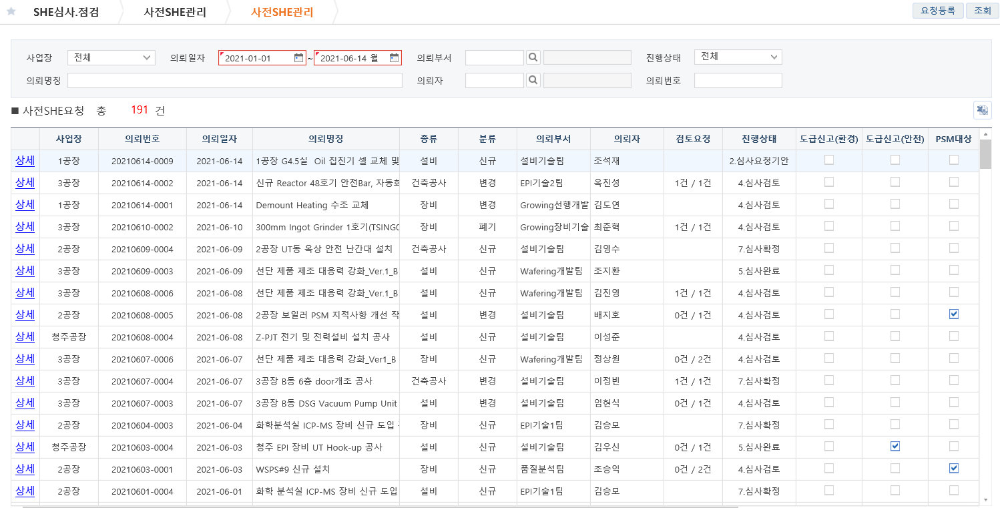 SHE심사.점검 사전SHE관리 사전SHE관리 요청등록 조회
사업장 전체 의뢰일자 2021-01-01 ~ 2021-06-14 월 의뢰부서 진행상태 전체
의뢰명칭 의뢰자 의뢰번호
■ 사전SHE요청 총 191 건
사업장 의뢰번호 의뢰일자 의뢰명칭 종류 분류 의뢰부서 의뢰자 검토요청 진행상태 도급신고(환경) 도급신고(안전) PSM대상
상세 1공장 20210614-0009 2021-06-14 1공장 G4.5실 Oil 집진기 셀 교체 및 설비 신규 설비기술팀 조석재 2.심사요청기안
상세 3공장 20210614-0002 2021-06-14 신규 Reactor 48호기 안전Bar, 자동화 건축공사 변경 EPI기술2팀 옥진성 1건 / 1건 4.심사검토
상세 1공장 20210614-0001 2021-06-14 Demount Heating 수조 교체 장비 변경 Growing선행개발 김도연 4.심사검토
상세 3공장 20210610-0002 2021-06-10 300mm Ingot Grinder 1호기(TSING0 장비 폐기 Growing장비기술 최준혁 1건 / 1건 4.심사검토
상세 2공장 20210609-0004 2021-06-09 2공장 UT동 옥상 안전 난간대 설치 건축공사 신규 설비기술팀 김영수 7.심사확정
상세 3공장 20210609-0003 2021-06-09 선단 제품 제조 대응력 강화_Ver.1_B 설비 신규 Wafering개발팀 조지환 5.심사완료
상세 3공장 20210608-0006 2021-06-08 선단 제품 제조 대응력 강화_Ver.1_B 설비 신규 Wafering개발팀 김진영 1건 / 1건 4.심사검토
상세 2공장 20210608-0005 2021-06-08 2공장 보일러 PSM 지적사항 개선 작 설비 변경 설비기술팀 배지호 0건 / 1건 4.심사검토
상세 청주공장 20210608-0004 2021-06-08 Z-PJT 전기 및 전력설비 설치 공사 설비 신규 설비기술팀 이성준 4.심사검토
상세 3공장 20210607-0006 2021-06-07 선단 제품 제조 대응력 강화_Ver1_B 장비 신규 Wafering개발팀 정상원 0건 / 2건 4.심사검토
상세 3공장 20210607-0004 2021-06-07 3공장 B동 6층 door개조 공사 건축공사 변경 설비기술팀 이정빈 1건 / 1건 7.심사확정
상세 3공장 20210607-0003 2021-06-07 3공장 B동 DSG Vacuum Pump Unit 설비 변경 설비기술팀 임현식 0건 / 1건 4.심사검토
상세 2공장 20210604-0003 2021-06-04 화학분석실 ICP-MS 장비 신규 도입 장비 신규 EPI기술1팀 김승모 7.심사확정
상세 청주공장 20210603-0004 2021-06-03 청주 EPI 장비 UT Hook-up 공사 설비 신규 설비기술팀 김우신 0건 / 1건 5.심사완료
상세 2공장 20210603-0001 2021-06-03 WSPS#9 신규 설치 장비 신규 품질분석팀 조승익 0건 / 2건 4.심사검토
상세 2공장 20210601-0004 2021-06-01 화학 분석실 ICP-MS 장비 신규 도입 설비 신규 EPI기술1팀 김승모 7.심사확정